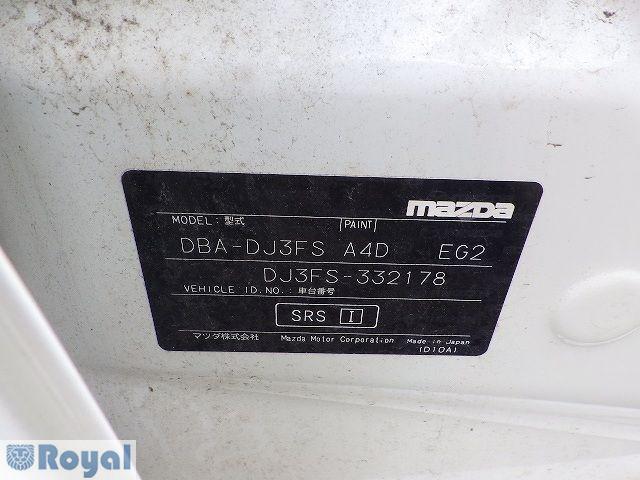 mazda
MODEL:型式 PAINT
DBA-DJ3FS A4D EG2
DJ3FS-332178
VEHICLE ID.NO.:車台番号
SRS I
マツダ株式会社 Mazda Motor Corporation Made in Japan
(D10A)
Royal